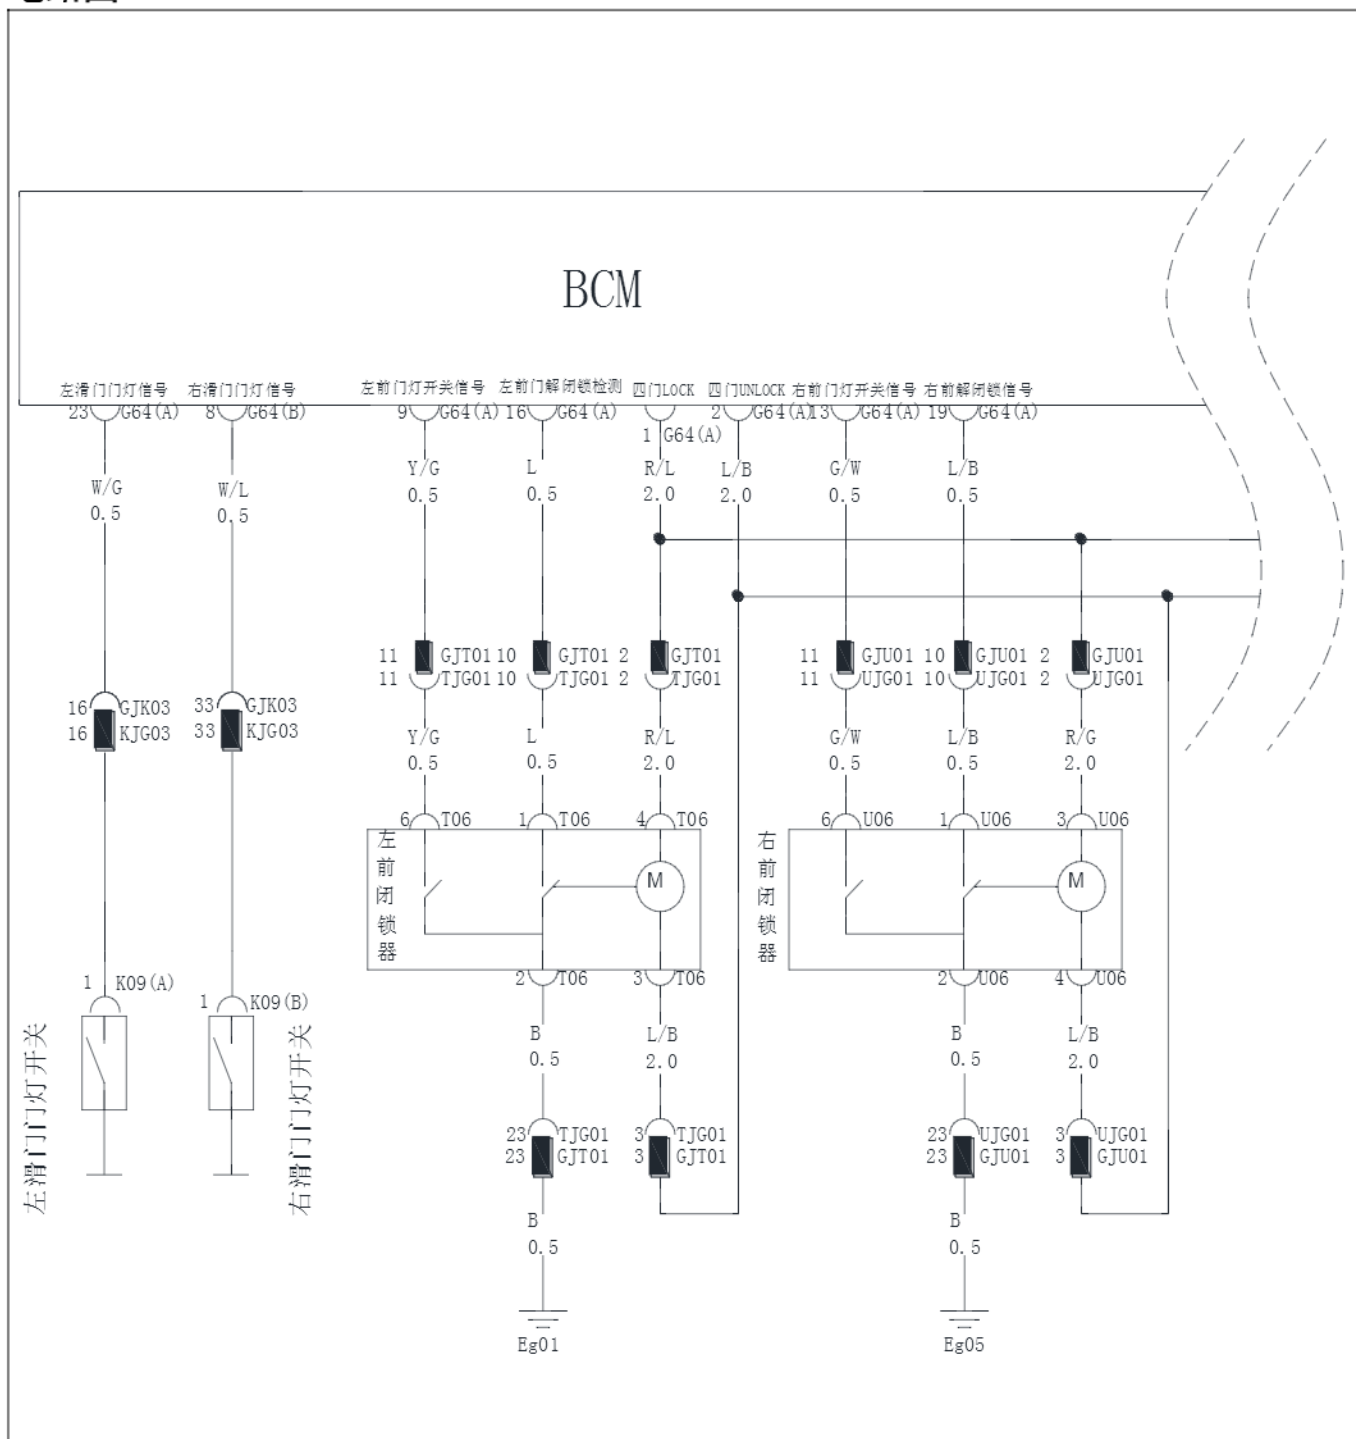 BCM
左滑门门灯信号 右滑门门灯信号 左前门灯开关信号 左前门解闭锁检测 四门LOCK 四门UNLOCK 右前门灯开关信号 右前解闭锁信号
23 G64(A) 8 G64(B) 9 G64(A) 16 G64(A) 2 G64(A) 13 G64(A) 19 G64(A)
1 G64(A)
Y/G L R/L L/B G/W L/B
W/G W/L
0.5 0.5 2.0 2.0 0.5 0.5
0.5 0.5
11 GJT01 10 GJT01 2 GJT01 11 GJU01 10 GJU01 2 GJU01
11 TJG01 10 TJG01 2 TJG01 11 UJG01 10 UJG01 2 UJG01
16 GJK03 33 GJK03
16 KJG03 33 KJG03
Y/G L R/L G/W L/B R/G
0.5 0.5 2.0 0.5 0.5 2.0
6 T06 1 T06 4 T06 6 U06 1 U06 3 U06
左前闭锁器
M
右前闭锁器
M
2 T06 3 T06 2 U06 4 U06
1 K09(A) 1 K09(B)
左滑门门灯开关
右滑门门灯开关
B L/B B L/B
0.5 2.0 0.5 2.0
23 TJG01 3 TJG01 23 UJG01 3 UJG01
23 GJT01 3 GJT01 23 GJU01 3 GJU01
B B
0.5 0.5
Eg01 Eg05